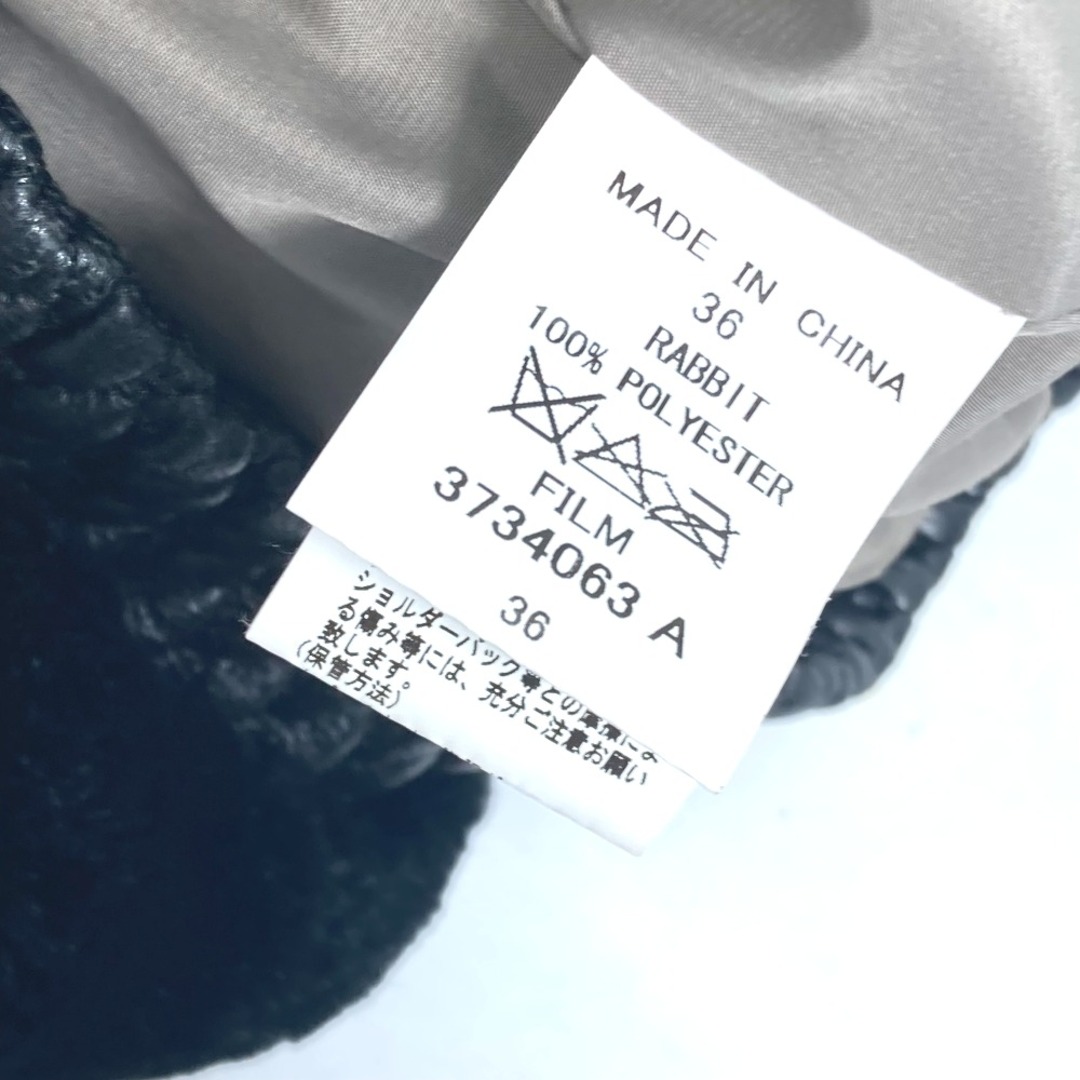 MADE IN CHINA
36
RABBIT
100% POLYESTER
FILM
3734063 A
36
ショルダーバック等との摩擦によ
る傷み等には、充分ご注意お願い
致します。
(保管方法)